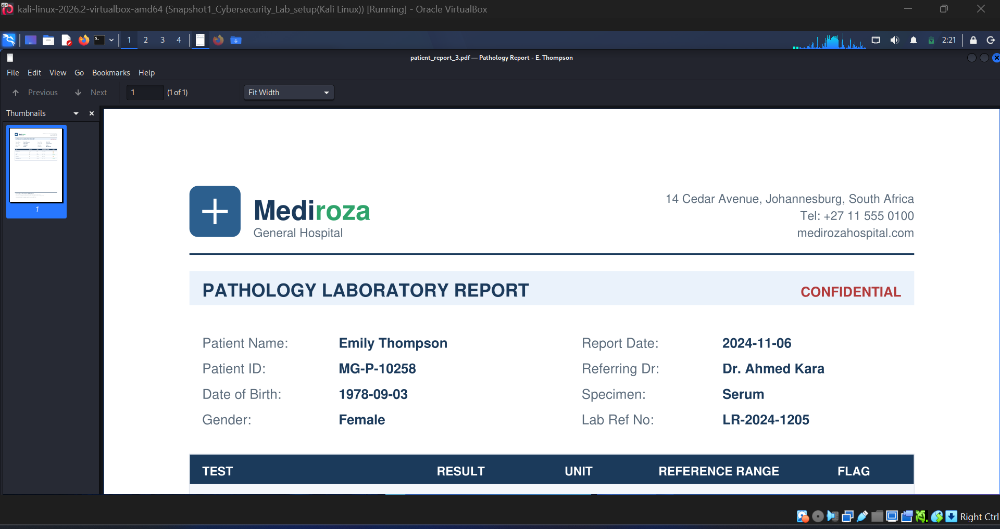 kali-linux-2026.2-virtualbox-amd64 (Snapshot1_Cybersecurity_Lab_setup(Kali Linux)) [Running] - Oracle VirtualBox
1 2 3 4 2:21
patient_report_3.pdf — Pathology Report - E. Thompson
File Edit View Go Bookmarks Help
Previous Next 1 (1 of 1) Fit Width
Thumbnails
1
Mediroza
General Hospital
14 Cedar Avenue, Johannesburg, South Africa
Tel: +27 11 555 0100
medirozahospital.com
PATHOLOGY LABORATORY REPORT CONFIDENTIAL
Patient Name: Emily Thompson Report Date: 2024-11-06
Patient ID: MG-P-10258 Referring Dr: Dr. Ahmed Kara
Date of Birth: 1978-09-03 Specimen: Serum
Gender: Female Lab Ref No: LR-2024-1205
TEST RESULT UNIT REFERENCE RANGE FLAG
Right Ctrl